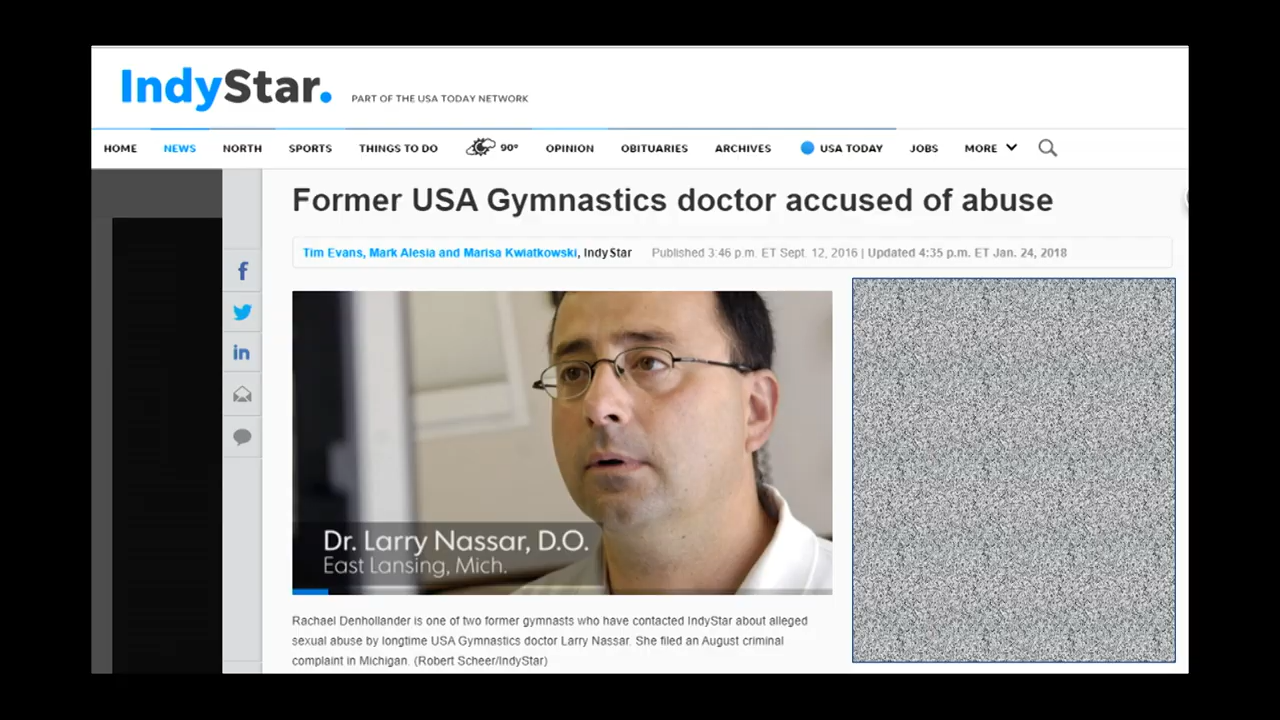 IndyStar.
PART OF THE USA TODAY NETWORK
HOME NEWS NORTH SPORTS THINGS TO DO 90° OPINION OBITUARIES ARCHIVES USA TODAY JOBS MORE
Former USA Gymnastics doctor accused of abuse
Tim Evans, Mark Alesia and Marisa Kwiatkowski, IndyStar Published 3:46 p.m. ET Sept. 12, 2016 | Updated 4:35 p.m. ET Jan. 24, 2018
Dr. Larry Nassar, D.O.
East Lansing, Mich.
Rachael Denhollander is one of two former gymnasts who have contacted IndyStar about alleged
sexual abuse by longtime USA Gymnastics doctor Larry Nassar. She filed an August criminal
complaint in Michigan. (Robert Scheer/IndyStar)